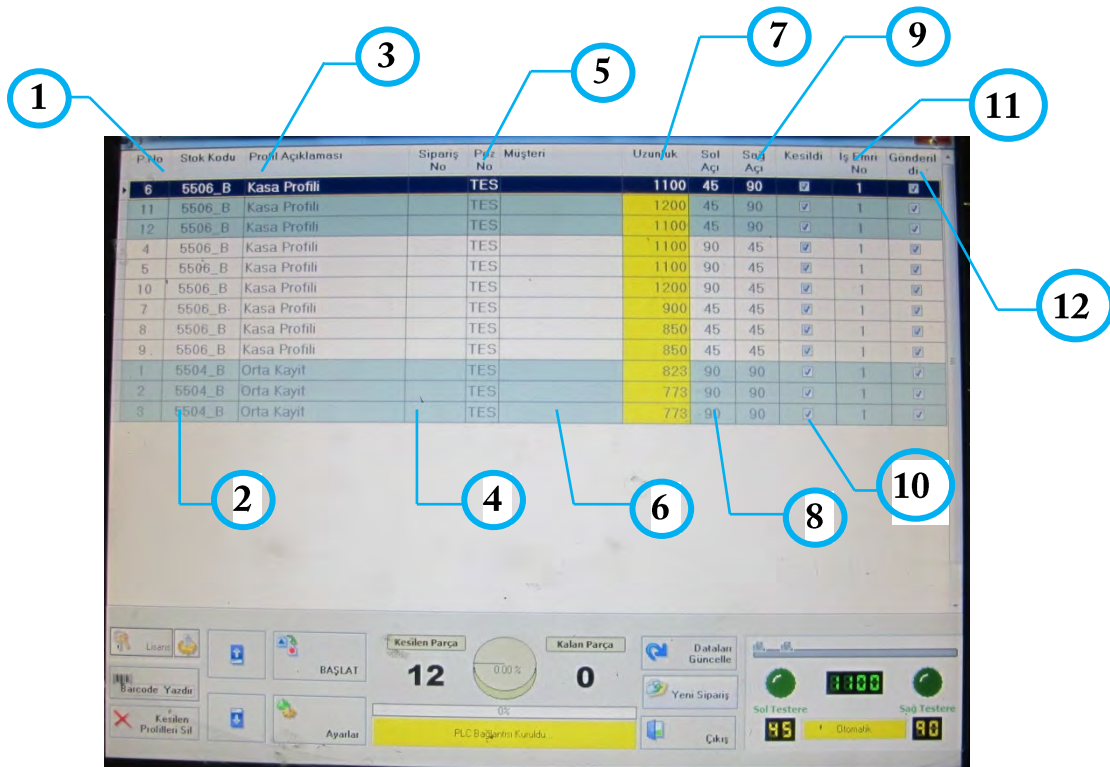 7
9
3
5
1
11
P.No Stok Kodu Profil Açıklaması Sipariş No Poz No Müşteri Uzunluk Sol Açı Sağ Açı Kesildi İş Emri No Gönderildi
6 5506_B Kasa Profili TES 1100 45 90 1
11 5506_B Kasa Profili TES 1200 45 90 1
12 5506_B Kasa Profili TES 1100 45 90 1
4 5506_B Kasa Profili TES 1100 90 45 1
5 5506_B Kasa Profili TES 1100 90 45 1
10 5506_B Kasa Profili TES 1200 90 45 1
7 5506_B Kasa Profili TES 900 45 45 1
8 5506_B Kasa Profili TES 850 45 45 1
9 5506_B Kasa Profili TES 850 45 45 1
1 5504_B Orta Kayit TES 823 90 90 1
2 5504_B Orta Kayit TES 773 90 90 1
3 5504_B Orta Kayit TES 773 90 90 1
12
2
4
6
8
10
Lisans
Barcode Yazdır
Kesilen
Profilleri Sil
BAŞLAT
Ayarlar
Kesilen Parça
12
0.00 %
Kalan Parça
0
0%
PLC Bağlantısı Kuruldu...
Dataları
Güncelle
Yeni Sipariş
Çıkış
1100
Sol Testere
Sağ Testere
45
Otomatik
90